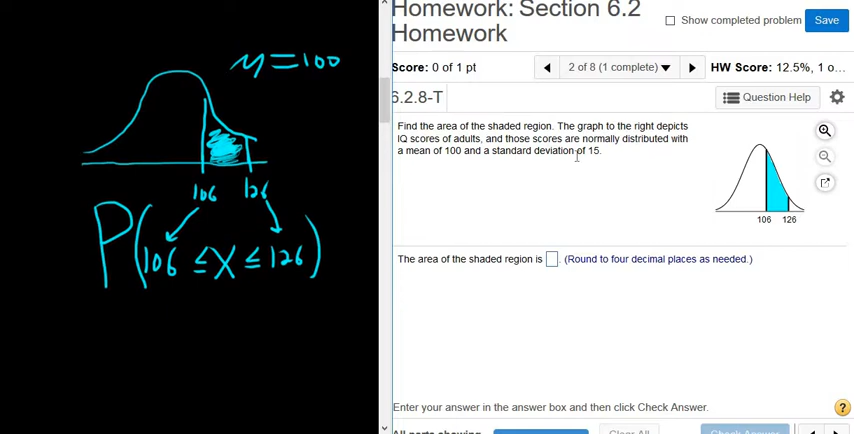 μ = 100
106 126
P(106 ≤ X ≤ 126)
Homework: Section 6.2
Homework
Show completed problem
Save
Score: 0 of 1 pt
2 of 8 (1 complete)
HW Score: 12.5%, 1 o...
6.2.8-T
Question Help
Find the area of the shaded region. The graph to the right depicts
IQ scores of adults, and those scores are normally distributed with
a mean of 100 and a standard deviation of 15.
106 126
The area of the shaded region is . (Round to four decimal places as needed.)
Enter your answer in the answer box and then click Check Answer.
?
All parts showing
Clear All
Check Answer